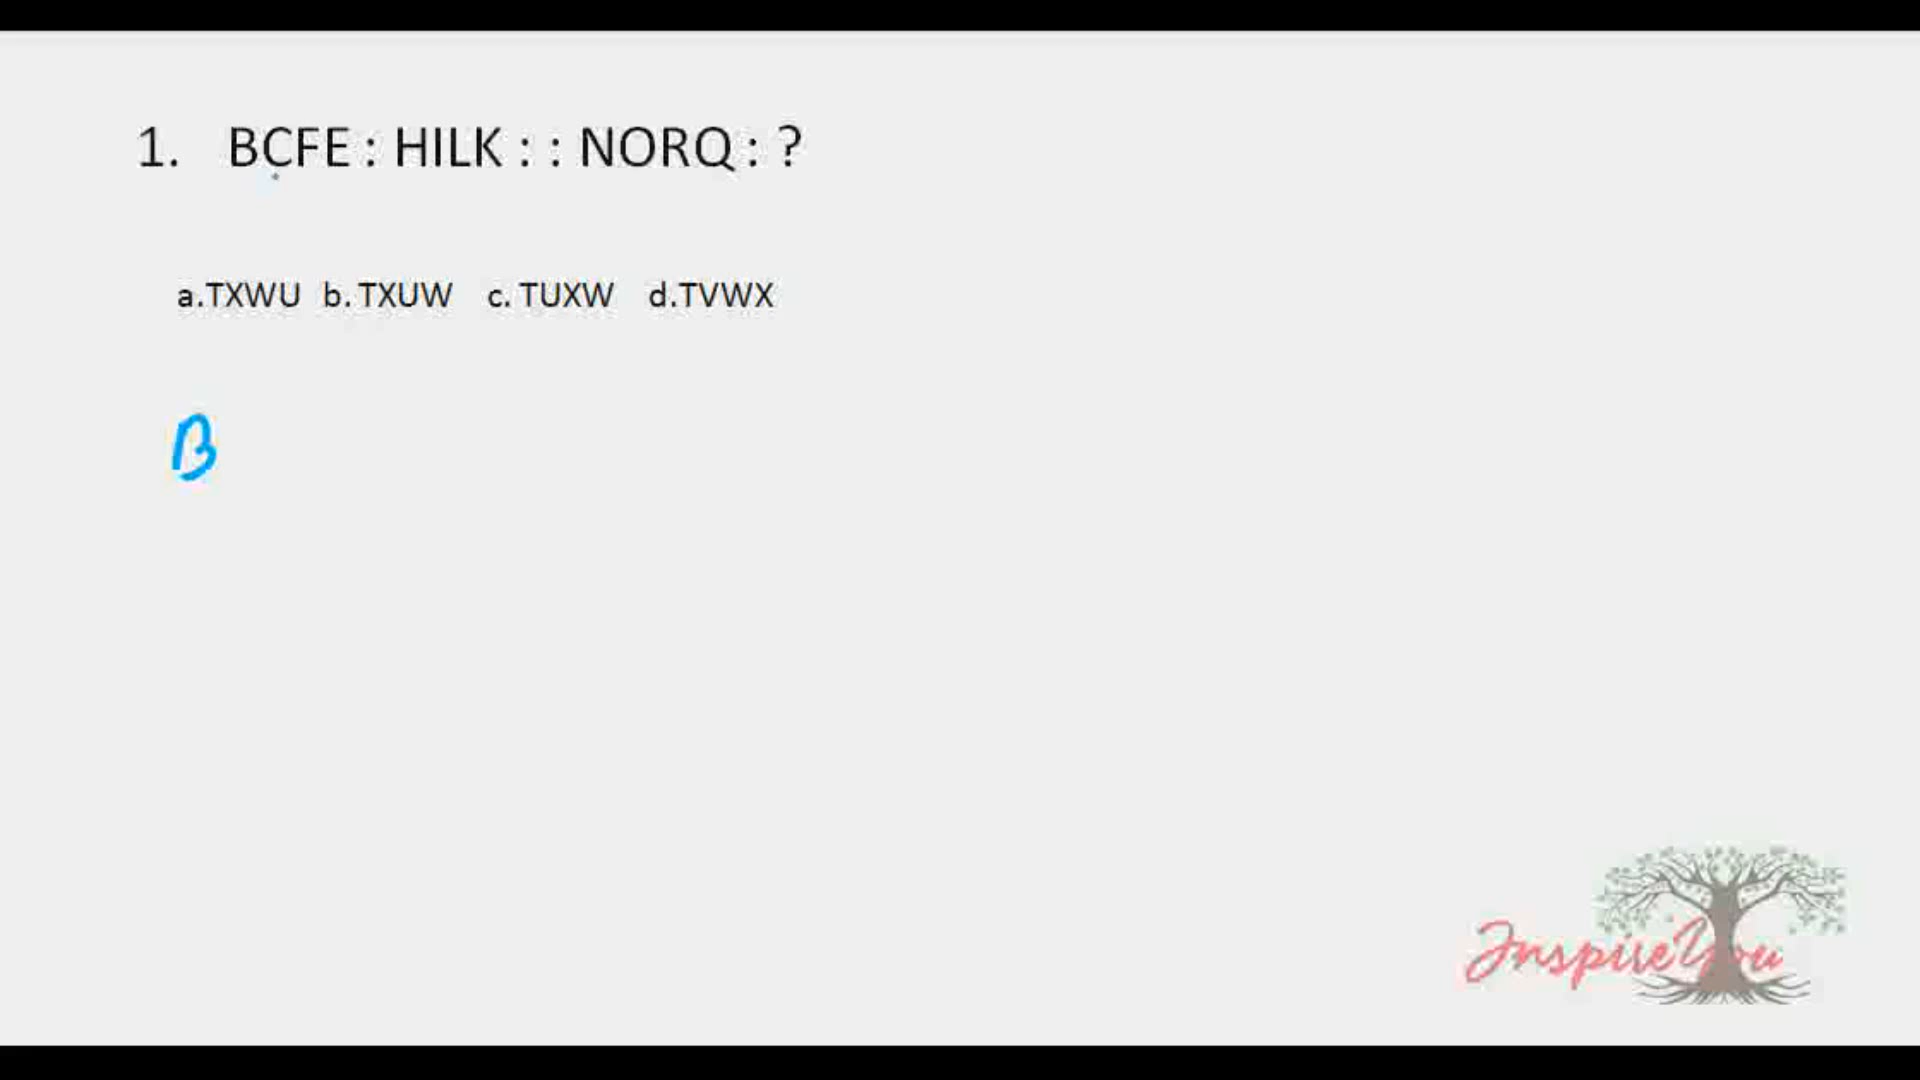 1. BCFE : HILK : : NORQ : ?
a.TXWU b. TXUW c. TUXW d.TVWX
B
InspireYou